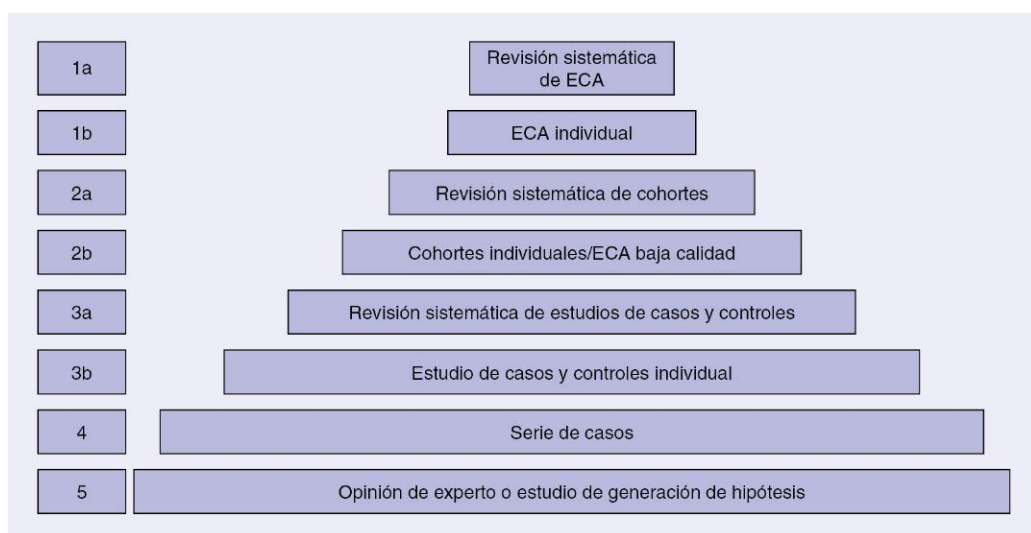 1a
Revisión sistemática
de ECA
1b
ECA individual
2a
Revisión sistemática de cohortes
2b
Cohortes individuales/ECA baja calidad
3a
Revisión sistemática de estudios de casos y controles
3b
Estudio de casos y controles individual
4
Serie de casos
5
Opinión de experto o estudio de generación de hipótesis